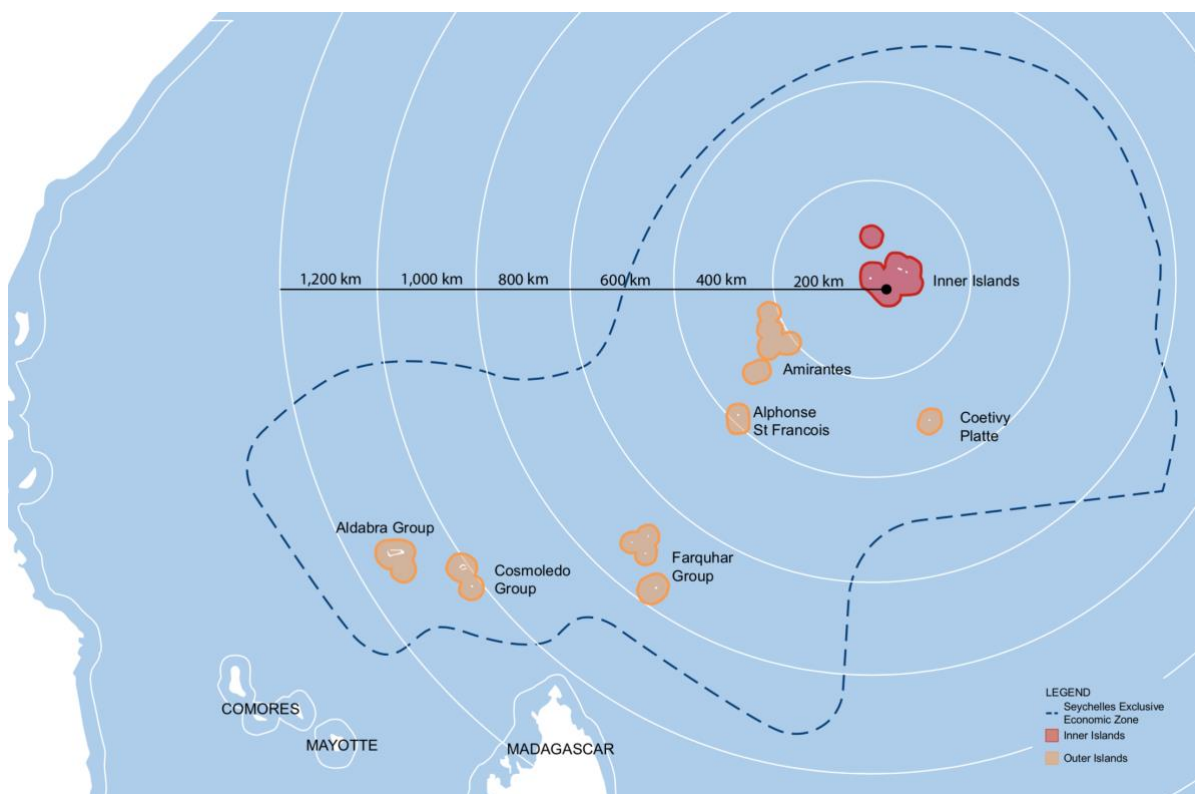 1,200 km
1,000 km
800 km
600 km
400 km
200 km
Inner Islands
Amirantes
Alphonse
St Francois
Coetivy
Platte
Aldabra Group
Cosmoledo
Group
Farquhar
Group
COMORES
MAYOTTE
MADAGASCAR
LEGEND
Seychelles Exclusive
Economic Zone
Inner Islands
Outer Islands